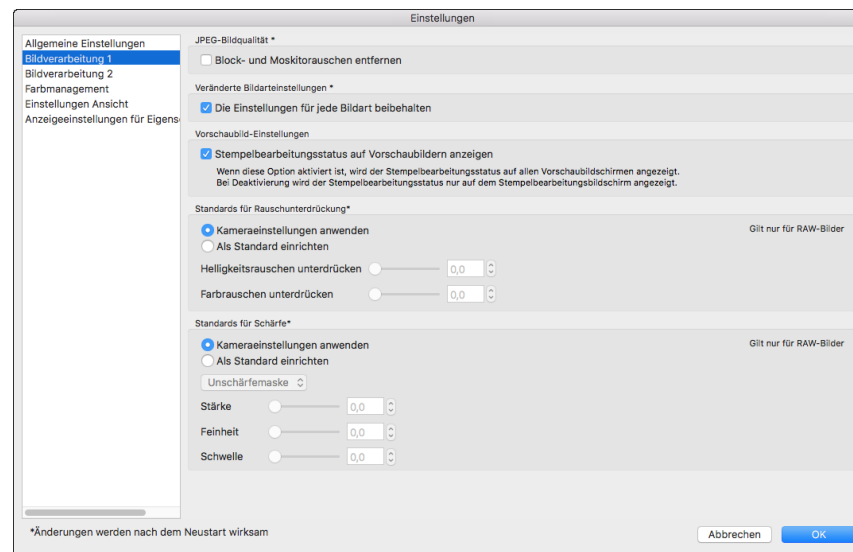 Einstellungen
Allgemeine Einstellungen
Bildverarbeitung 1
Bildverarbeitung 2
Farbmanagement
Einstellungen Ansicht
Anzeigeeinstellungen für Eigens
JPEG-Bildqualität *
Block- und Moskitorauschen entfernen
Veränderte Bildarteinstellungen *
Die Einstellungen für jede Bildart beibehalten
Vorschaubild-Einstellungen
Stempelbearbeitungsstatus auf Vorschaubildern anzeigen
Wenn diese Option aktiviert ist, wird der Stempelbearbeitungsstatus auf allen Vorschaubildschirmen angezeigt.
Bei Deaktivierung wird der Stempelbearbeitungsstatus nur auf dem Stempelbearbeitungsbildschirm angezeigt.
Standards für Rauschunterdrückung*
Kameraeinstellungen anwenden Gilt nur für RAW-Bilder
Als Standard einrichten
Helligkeitsrauschen unterdrücken 0,0
Farbrauschen unterdrücken 0,0
Standards für Schärfe*
Kameraeinstellungen anwenden Gilt nur für RAW-Bilder
Als Standard einrichten
Unschärfemaske
Stärke 0,0
Feinheit 0,0
Schwelle 0,0
*Änderungen werden nach dem Neustart wirksam
Abbrechen OK